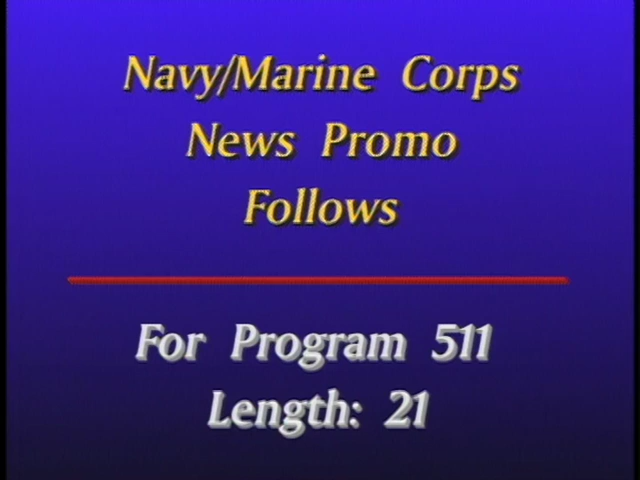 Navy/Marine Corps
News Promo
Follows
For Program 511
Length: 21